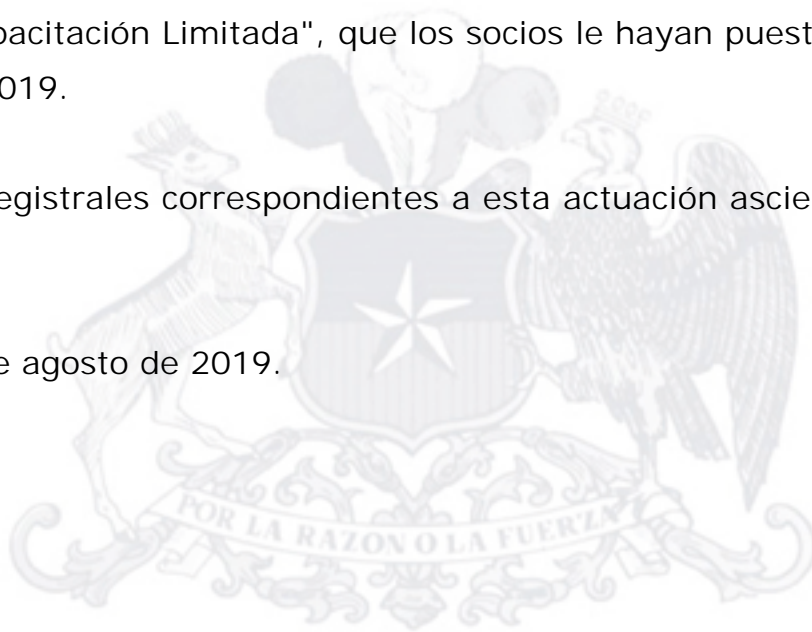 pacitación Limitada", que los socios le hayan puest
019.
egistrales correspondientes a esta actuación ascie
e agosto de 2019.
POR LA RAZON O LA FUERZA